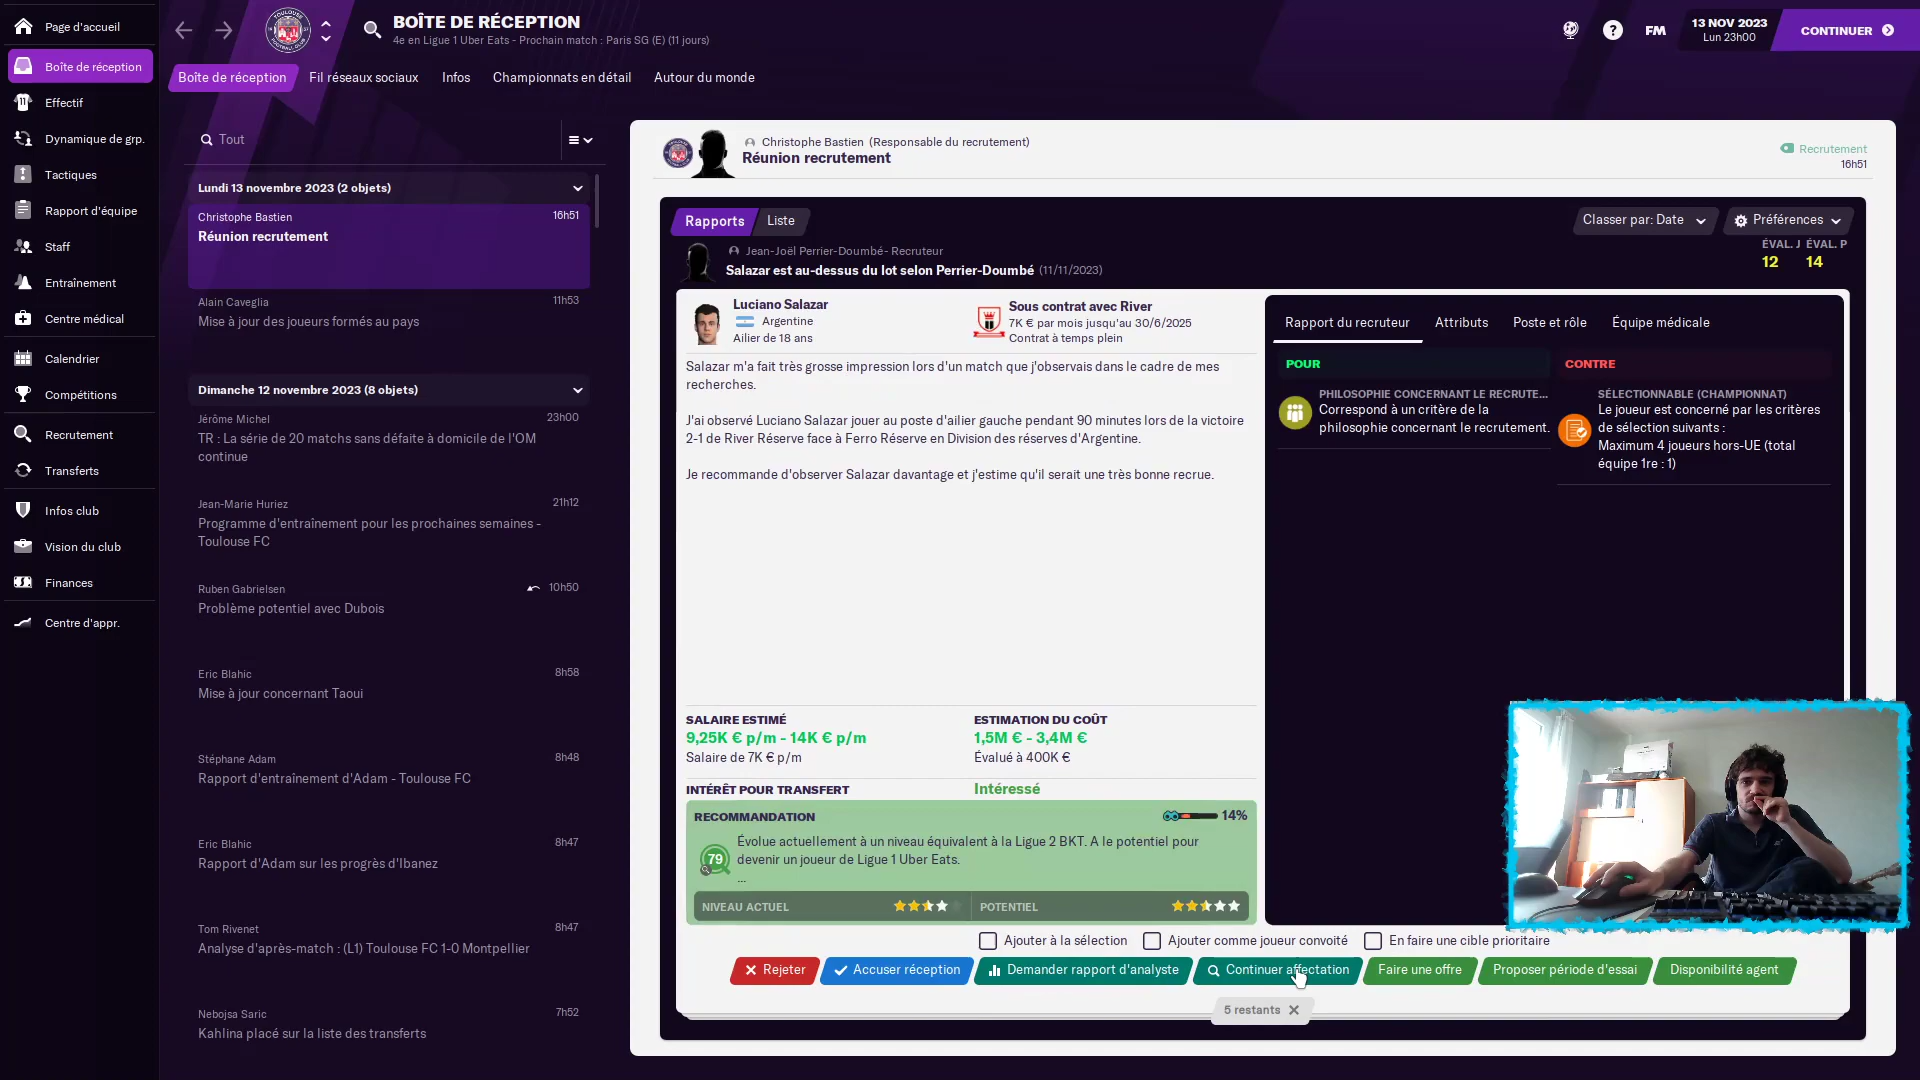 Page d'accueil
Boîte de réception
Effectif
Dynamique de grp.
Tactiques
Rapport d'équipe
Staff
Entraînement
Centre médical
Calendrier
Compétitions
Recrutement
Transferts
Infos club
Vision du club
Finances
Centre d'appr.
BOÎTE DE RÉCEPTION
4e en Ligue 1 Uber Eats - Prochain match : Paris SG (E) (11 jours)
FM
13 NOV 2023
Lun 23h00
CONTINUER
Boîte de réception
Fil réseaux sociaux
Infos
Championnats en détail
Autour du monde
Tout
Lundi 13 novembre 2023 (2 objets)
Christophe Bastien 16h51
Réunion recrutement
Alain Caveglia 11h53
Mise à jour des joueurs formés au pays
Dimanche 12 novembre 2023 (8 objets)
Jérôme Michel 23h00
TR : La série de 20 matchs sans défaite à domicile de l'OM
continue
Jean-Marie Huriez 21h12
Programme d'entraînement pour les prochaines semaines -
Toulouse FC
Ruben Gabrielsen 10h50
Problème potentiel avec Dubois
Eric Blahic 8h58
Mise à jour concernant Taoui
Stéphane Adam 8h48
Rapport d'entraînement d'Adam - Toulouse FC
Eric Blahic 8h47
Rapport d'Adam sur les progrès d'Ibanez
Tom Rivenet 8h47
Analyse d'après-match : (L1) Toulouse FC 1-0 Montpellier
Nebojsa Saric 7h52
Kahlina placé sur la liste des transferts
Christophe Bastien (Responsable du recrutement)
Réunion recrutement
Recrutement
16h51
Rapports
Liste
Classer par: Date
Préférences
Jean-Joël Perrier-Doumbé- Recruteur
Salazar est au-dessus du lot selon Perrier-Doumbé (11/11/2023)
ÉVAL. J ÉVAL. P
12 14
Luciano Salazar
Argentine
Ailier de 18 ans
Sous contrat avec River
7K € par mois jusqu'au 30/6/2025
Contrat à temps plein
Salazar m'a fait très grosse impression lors d'un match que j'observais dans le cadre de mes
recherches.
J'ai observé Luciano Salazar jouer au poste d'ailier gauche pendant 90 minutes lors de la victoire
2-1 de River Réserve face à Ferro Réserve en Division des réserves d'Argentine.
Je recommande d'observer Salazar davantage et j'estime qu'il serait une très bonne recrue.
SALAIRE ESTIMÉ
9,25K € p/m - 14K € p/m
Salaire de 7K € p/m
ESTIMATION DU COÛT
1,5M € - 3,4M €
Évalué à 400K €
INTÉRÊT POUR TRANSFERT
Intéressé
RECOMMANDATION
14%
79
Évolue actuellement à un niveau équivalent à la Ligue 2 BKT. A le potentiel pour
devenir un joueur de Ligue 1 Uber Eats.
...
NIVEAU ACTUEL
POTENTIEL
Rapport du recruteur
Attributs
Poste et rôle
Équipe médicale
POUR
PHILOSOPHIE CONCERNANT LE RECRUTE...
Correspond à un critère de la
philosophie concernant le recrutement.
CONTRE
SÉLECTIONNABLE (CHAMPIONNAT)
Le joueur est concerné par les critères
de sélection suivants :
Maximum 4 joueurs hors-UE (total
équipe 1re : 1)
Ajouter à la sélection
Ajouter comme joueur convoité
En faire une cible prioritaire
Rejeter
Accuser réception
Demander rapport d'analyste
Continuer affectation
Faire une offre
Proposer période d'essai
Disponibilité agent
5 restants